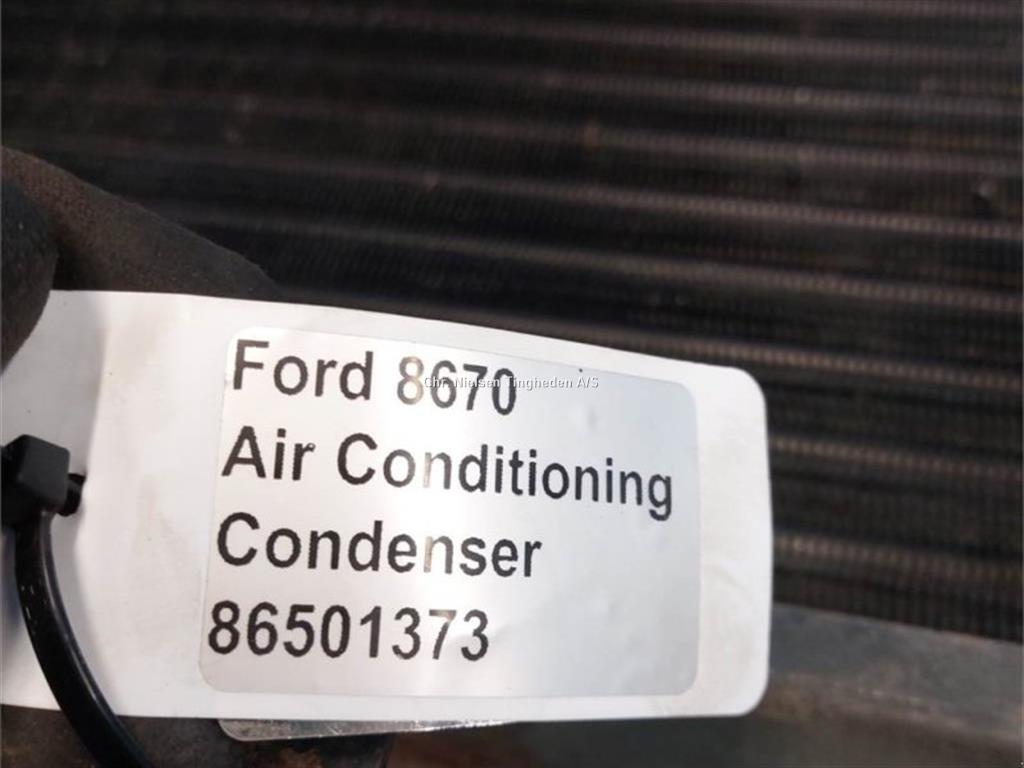 Ford 8670
Chr. Nielsen Tingheden A/S
Air Conditioning
Condenser
86501373